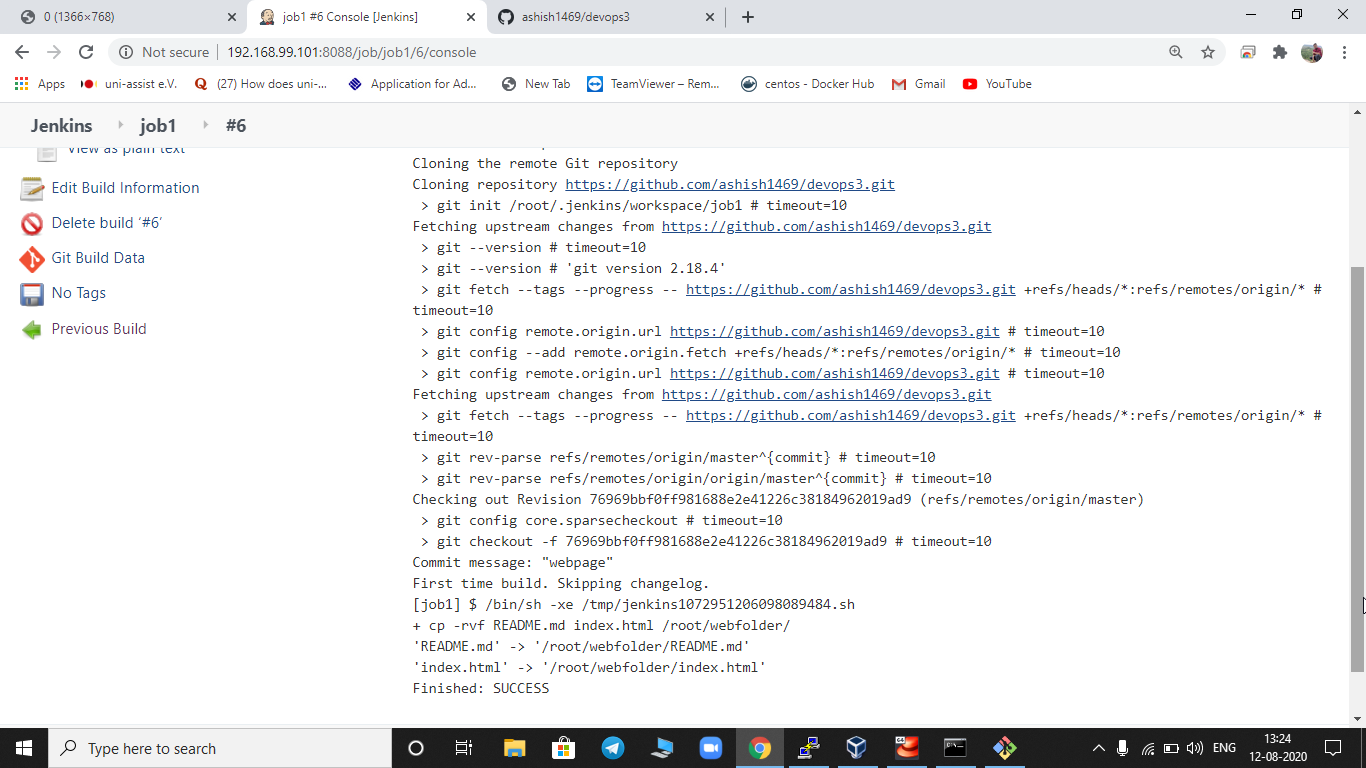 0 (1366×768)
job1 #6 Console [Jenkins]
ashish1469/devops3
Not secure
192.168.99.101:8088/job/job1/6/console
Apps
uni-assist e.V.
(27) How does uni-...
Application for Ad...
New Tab
TeamViewer – Rem...
centos - Docker Hub
Gmail
YouTube
Jenkins
job1
#6
View as plain text
Edit Build Information
Delete build ‘#6’
Git Build Data
No Tags
Previous Build
Cloning the remote Git repository
Cloning repository https://github.com/ashish1469/devops3.git
> git init /root/.jenkins/workspace/job1 # timeout=10
Fetching upstream changes from https://github.com/ashish1469/devops3.git
> git --version # timeout=10
> git --version # 'git version 2.18.4'
> git fetch --tags --progress -- https://github.com/ashish1469/devops3.git +refs/heads/*:refs/remotes/origin/* #
timeout=10
> git config remote.origin.url https://github.com/ashish1469/devops3.git # timeout=10
> git config --add remote.origin.fetch +refs/heads/*:refs/remotes/origin/* # timeout=10
> git config remote.origin.url https://github.com/ashish1469/devops3.git # timeout=10
Fetching upstream changes from https://github.com/ashish1469/devops3.git
> git fetch --tags --progress -- https://github.com/ashish1469/devops3.git +refs/heads/*:refs/remotes/origin/* #
timeout=10
> git rev-parse refs/remotes/origin/master^{commit} # timeout=10
> git rev-parse refs/remotes/origin/origin/master^{commit} # timeout=10
Checking out Revision 76969bbf0ff981688e2e41226c38184962019ad9 (refs/remotes/origin/master)
> git config core.sparsecheckout # timeout=10
> git checkout -f 76969bbf0ff981688e2e41226c38184962019ad9 # timeout=10
Commit message: "webpage"
First time build. Skipping changelog.
[job1] $ /bin/sh -xe /tmp/jenkins1072951206098089484.sh
+ cp -rvf README.md index.html /root/webfolder/
'README.md' -> '/root/webfolder/README.md'
'index.html' -> '/root/webfolder/index.html'
Finished: SUCCESS
Type here to search
ENG
13:24
12-08-2020